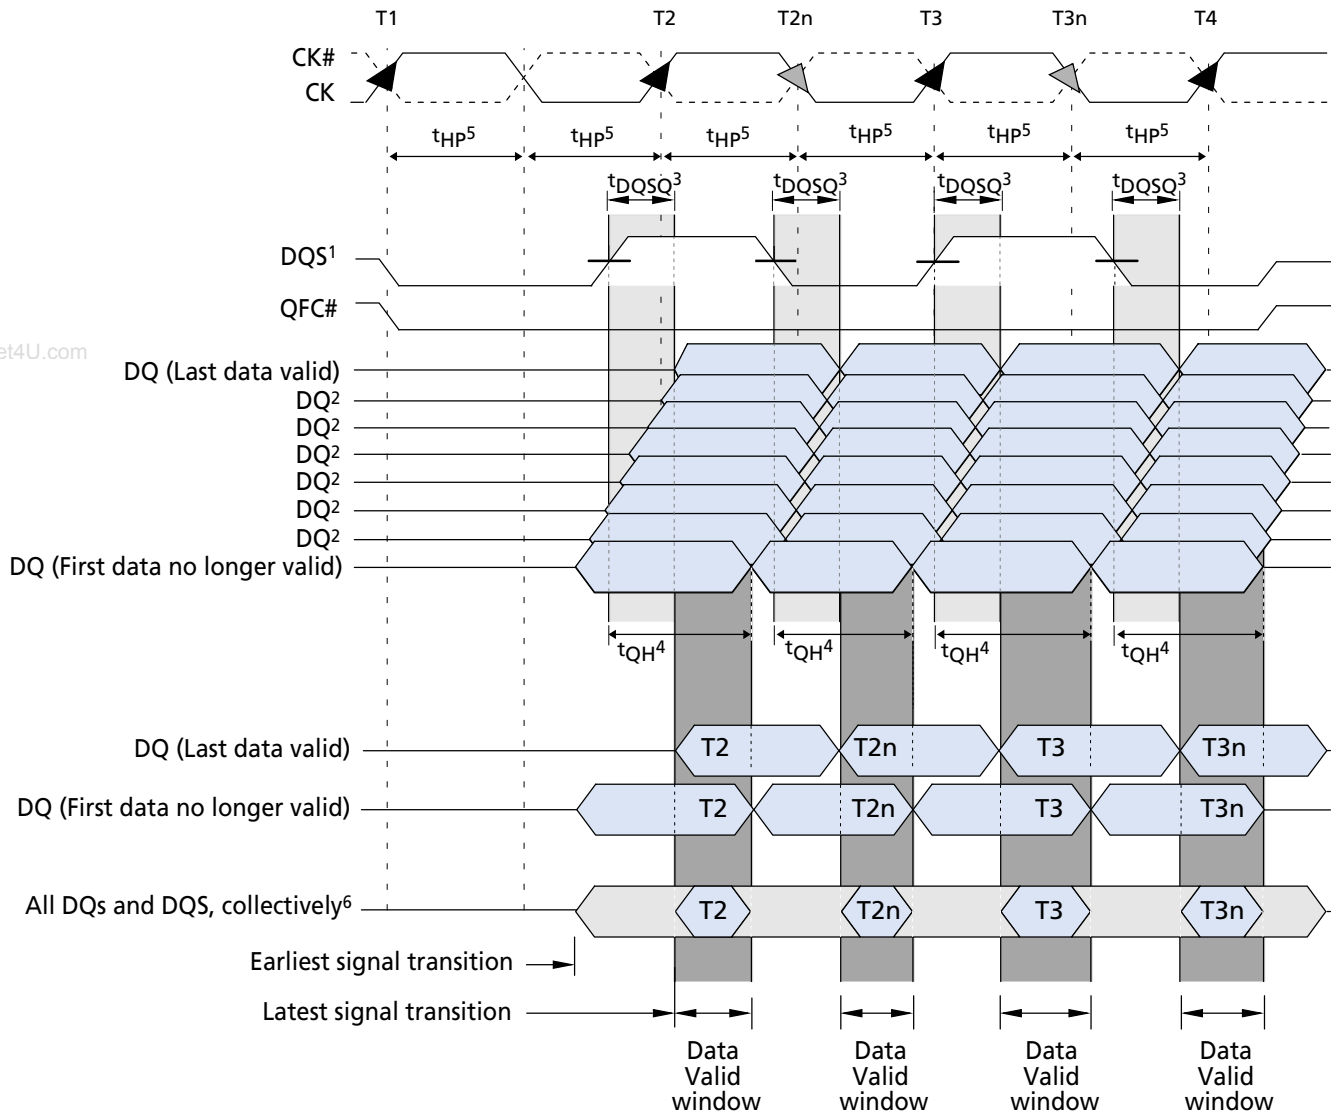 T1 T2 T2n T3 T3n T4
CK#
CK
tHP5 tHP5 tHP5 tHP5 tHP5 tHP5
tDQSQ3 tDQSQ3 tDQSQ3 tDQSQ3
DQS1
QFC#
et4U.com
DQ (Last data valid)
DQ2
DQ2
DQ2
DQ2
DQ2
DQ2
DQ (First data no longer valid)
tQH4 tQH4 tQH4 tQH4
DQ (Last data valid) T2 T2n T3 T3n
DQ (First data no longer valid) T2 T2n T3 T3n
All DQs and DQS, collectively6 T2 T2n T3 T3n
Earliest signal transition
Latest signal transition
Data Data Data Data
Valid Valid Valid Valid
window window window window